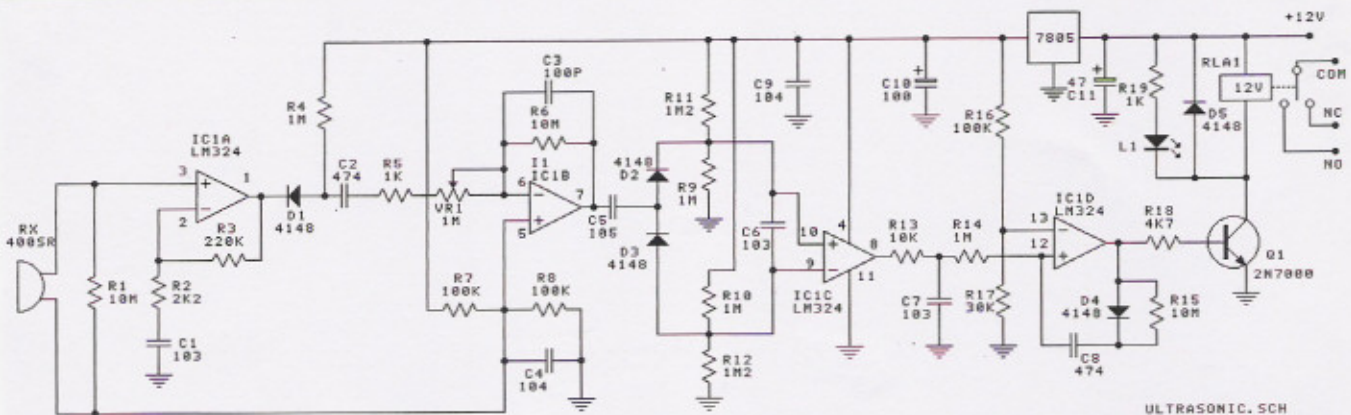 +12V
7805
RLA1
12V
COM
NC
NO
C3
100P
R6
10M
R4
1M
IC1A
LM324
3
1
2
D1
4148
C2
474
R5
1K
VR1
1M
I1
IC1B
6
7
5
C5
105
4148
D2
D3
4148
R11
1M2
R9
1M
C9
104
C10
100
47
C11
R19
1K
D5
4148
L1
R16
100K
RX
400SR
R3
220K
R1
10M
R2
2K2
C1
103
R7
100K
R8
100K
C4
104
R10
1M
R12
1M2
C6
103
10
9
4
8
11
IC1C
LM324
R13
10K
R14
1M
C7
103
R17
30K
IC1D
LM324
13
12
R18
4K7
Q1
2N7000
D4
4148
R15
10M
C8
474
ULTRASONIC.SCH